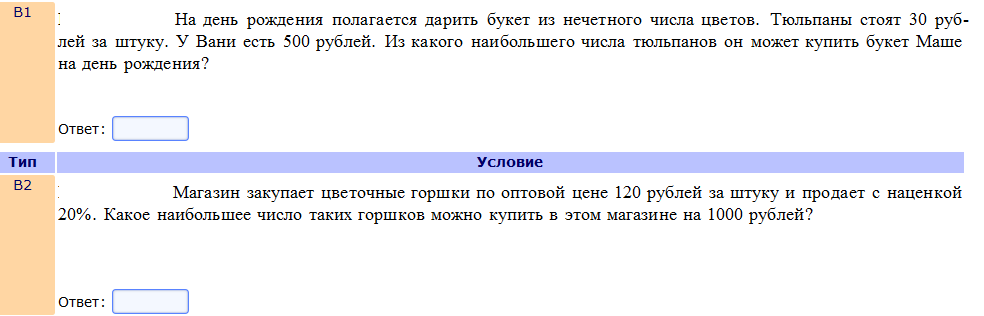 В1
На день рождения полагается дарить букет из нечетного числа цветов. Тюльпаны стоят 30 руб-
лей за штуку. У Вани есть 500 рублей. Из какого наибольшего числа тюльпанов он может купить букет Маше
на день рождения?
Ответ:
Тип Условие
В2
Магазин закупает цветочные горшки по оптовой цене 120 рублей за штуку и продает с наценкой
20%. Какое наибольшее число таких горшков можно купить в этом магазине на 1000 рублей?
Ответ: